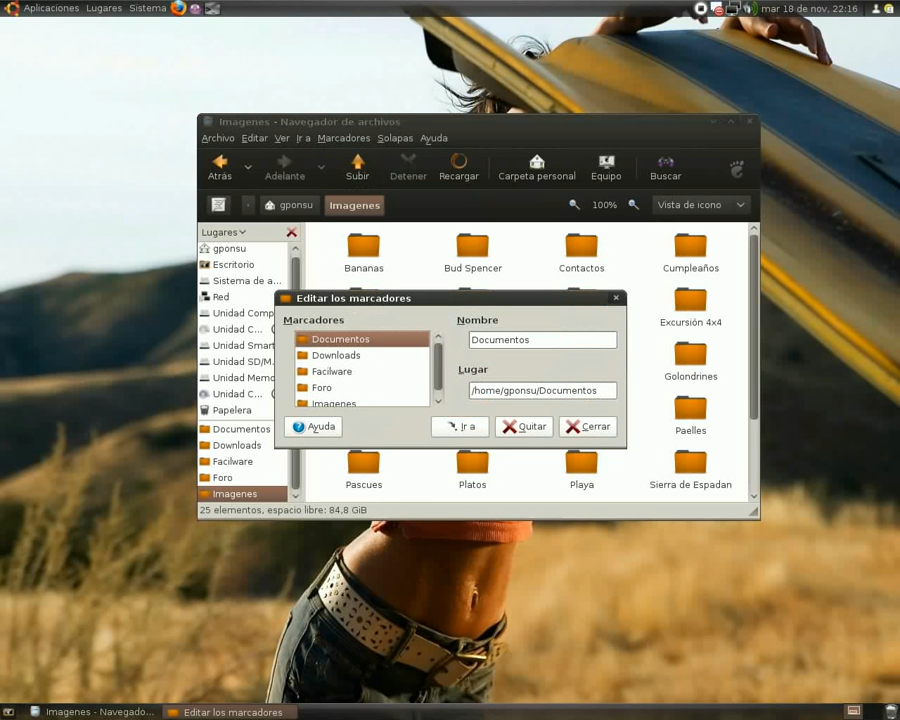 Aplicaciones Lugares Sistema
mar 18 de nov, 22:16
Imagenes - Navegador de archivos
Archivo Editar Ver Ir a Marcadores Solapas Ayuda
Atrás Adelante Subir Detener Recargar Carpeta personal Equipo Buscar
gponsu Imagenes 100% Vista de icono
Lugares
gponsu
Escritorio
Sistema de a...
Red
Unidad Comp
Unidad C...
Unidad Smart
Unidad SD/M
Unidad Memo
Unidad C...
Papelera
Documentos
Downloads
Facilware
Foro
Imagenes
Bananas Bud Spencer Contactos Cumpleaños
Excursión 4x4
Golondrines
Paelles
Pascues Platos Playa Sierra de Espadan
25 elementos, espacio libre: 84,8 GiB
Editar los marcadores
Marcadores
Documentos
Downloads
Facilware
Foro
Imagenes
Nombre
Documentos
Lugar
/home/gponsu/Documentos
Ayuda Ir a Quitar Cerrar
Imagenes - Navegado... Editar los marcadores